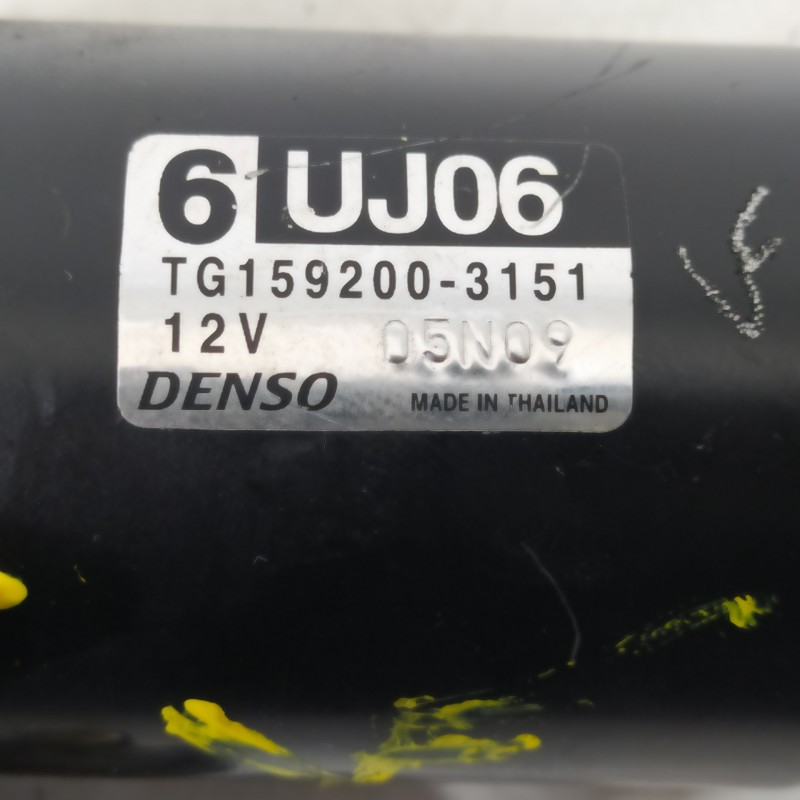 6 UJ06
TG159200-3151
12V 05N09
DENSO MADE IN THAILAND